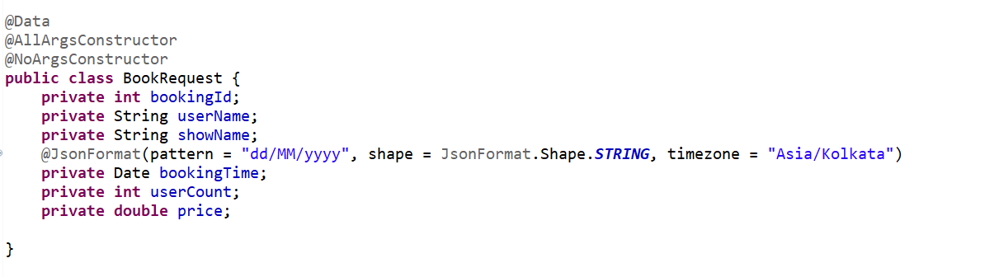 @Data
@AllArgsConstructor
@NoArgsConstructor
public class BookRequest {
    private int bookingId;
    private String userName;
    private String showName;
    @JsonFormat(pattern = "dd/MM/yyyy", shape = JsonFormat.Shape.STRING, timezone = "Asia/Kolkata")
    private Date bookingTime;
    private int userCount;
    private double price;
}